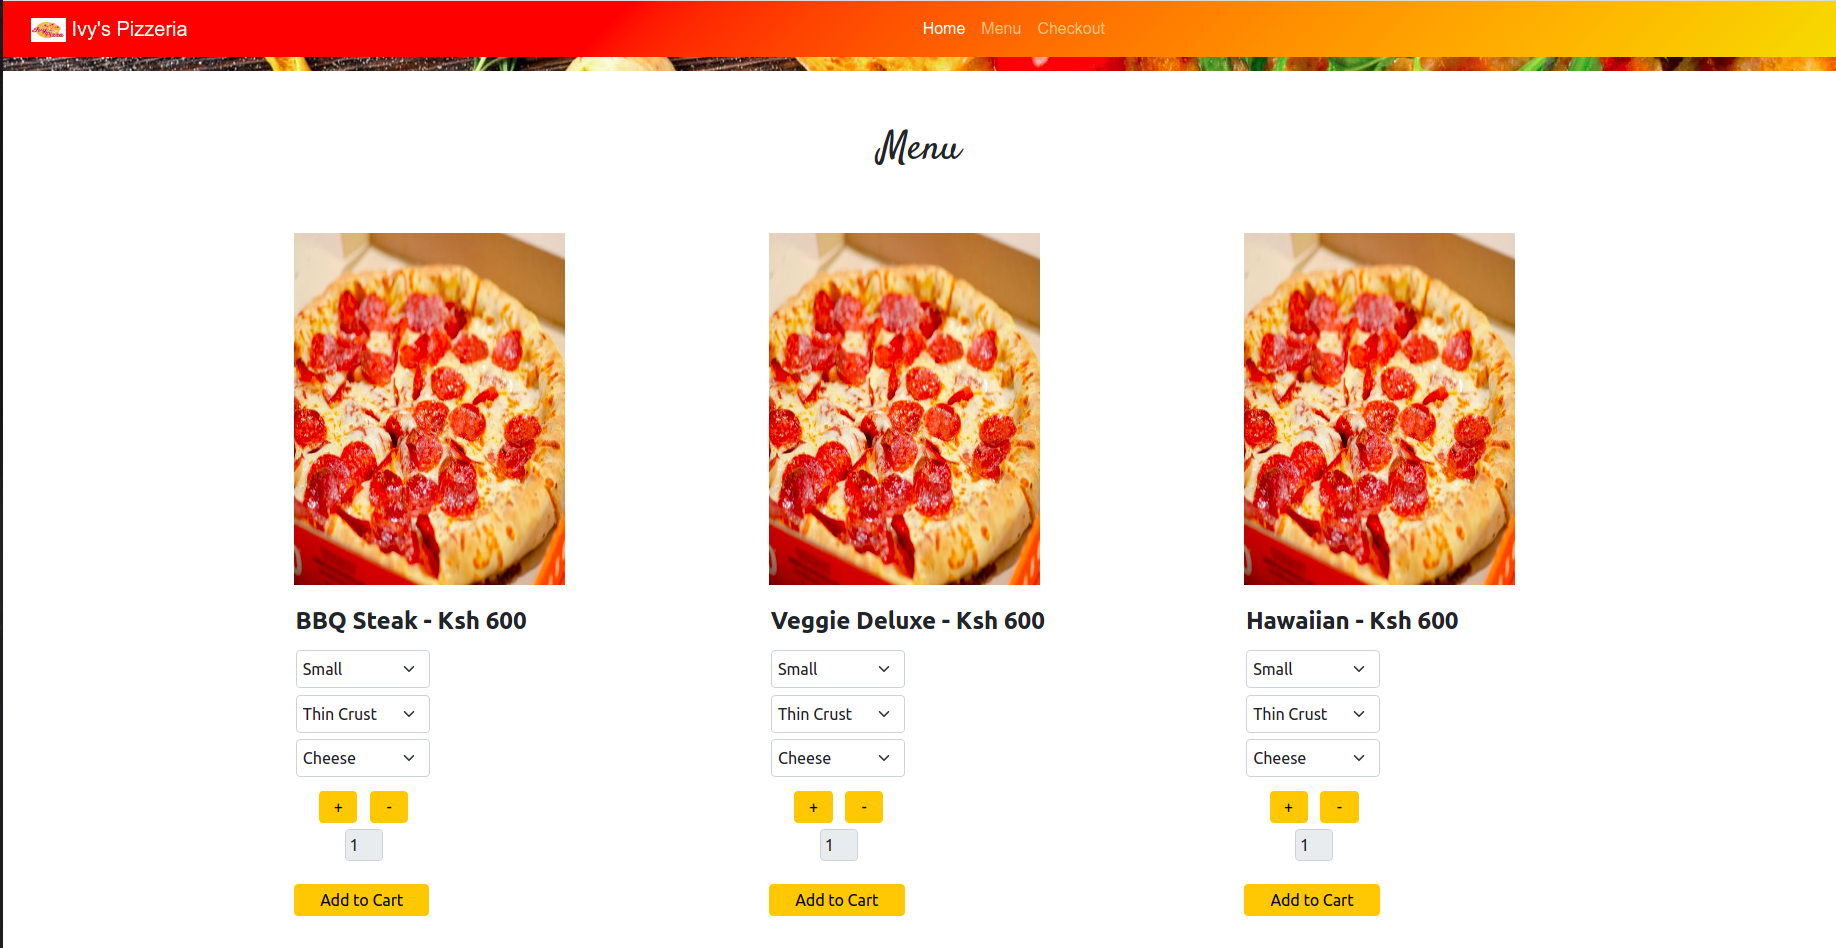 Ivy's Pizzeria Home Menu Checkout
Menu
BBQ Steak - Ksh 600
Small
Thin Crust
Cheese
+ -
1
Add to Cart
Veggie Deluxe - Ksh 600
Small
Thin Crust
Cheese
+ -
1
Add to Cart
Hawaiian - Ksh 600
Small
Thin Crust
Cheese
+ -
1
Add to Cart